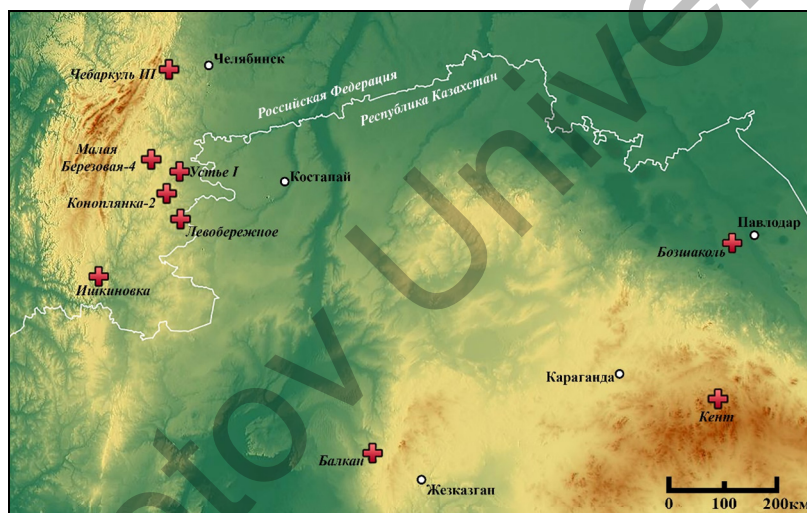 Челябинск
Чебаркуль III
Российская Федерация
Республика Казахстан
Малая
Березовая-4
Устье I
Костанай
Коноплянка-2
Левобережное
Павлодар
Бозшаколь
Ишкиновка
Караганда
Кент
Балкан
Жезказган
0 100 200км